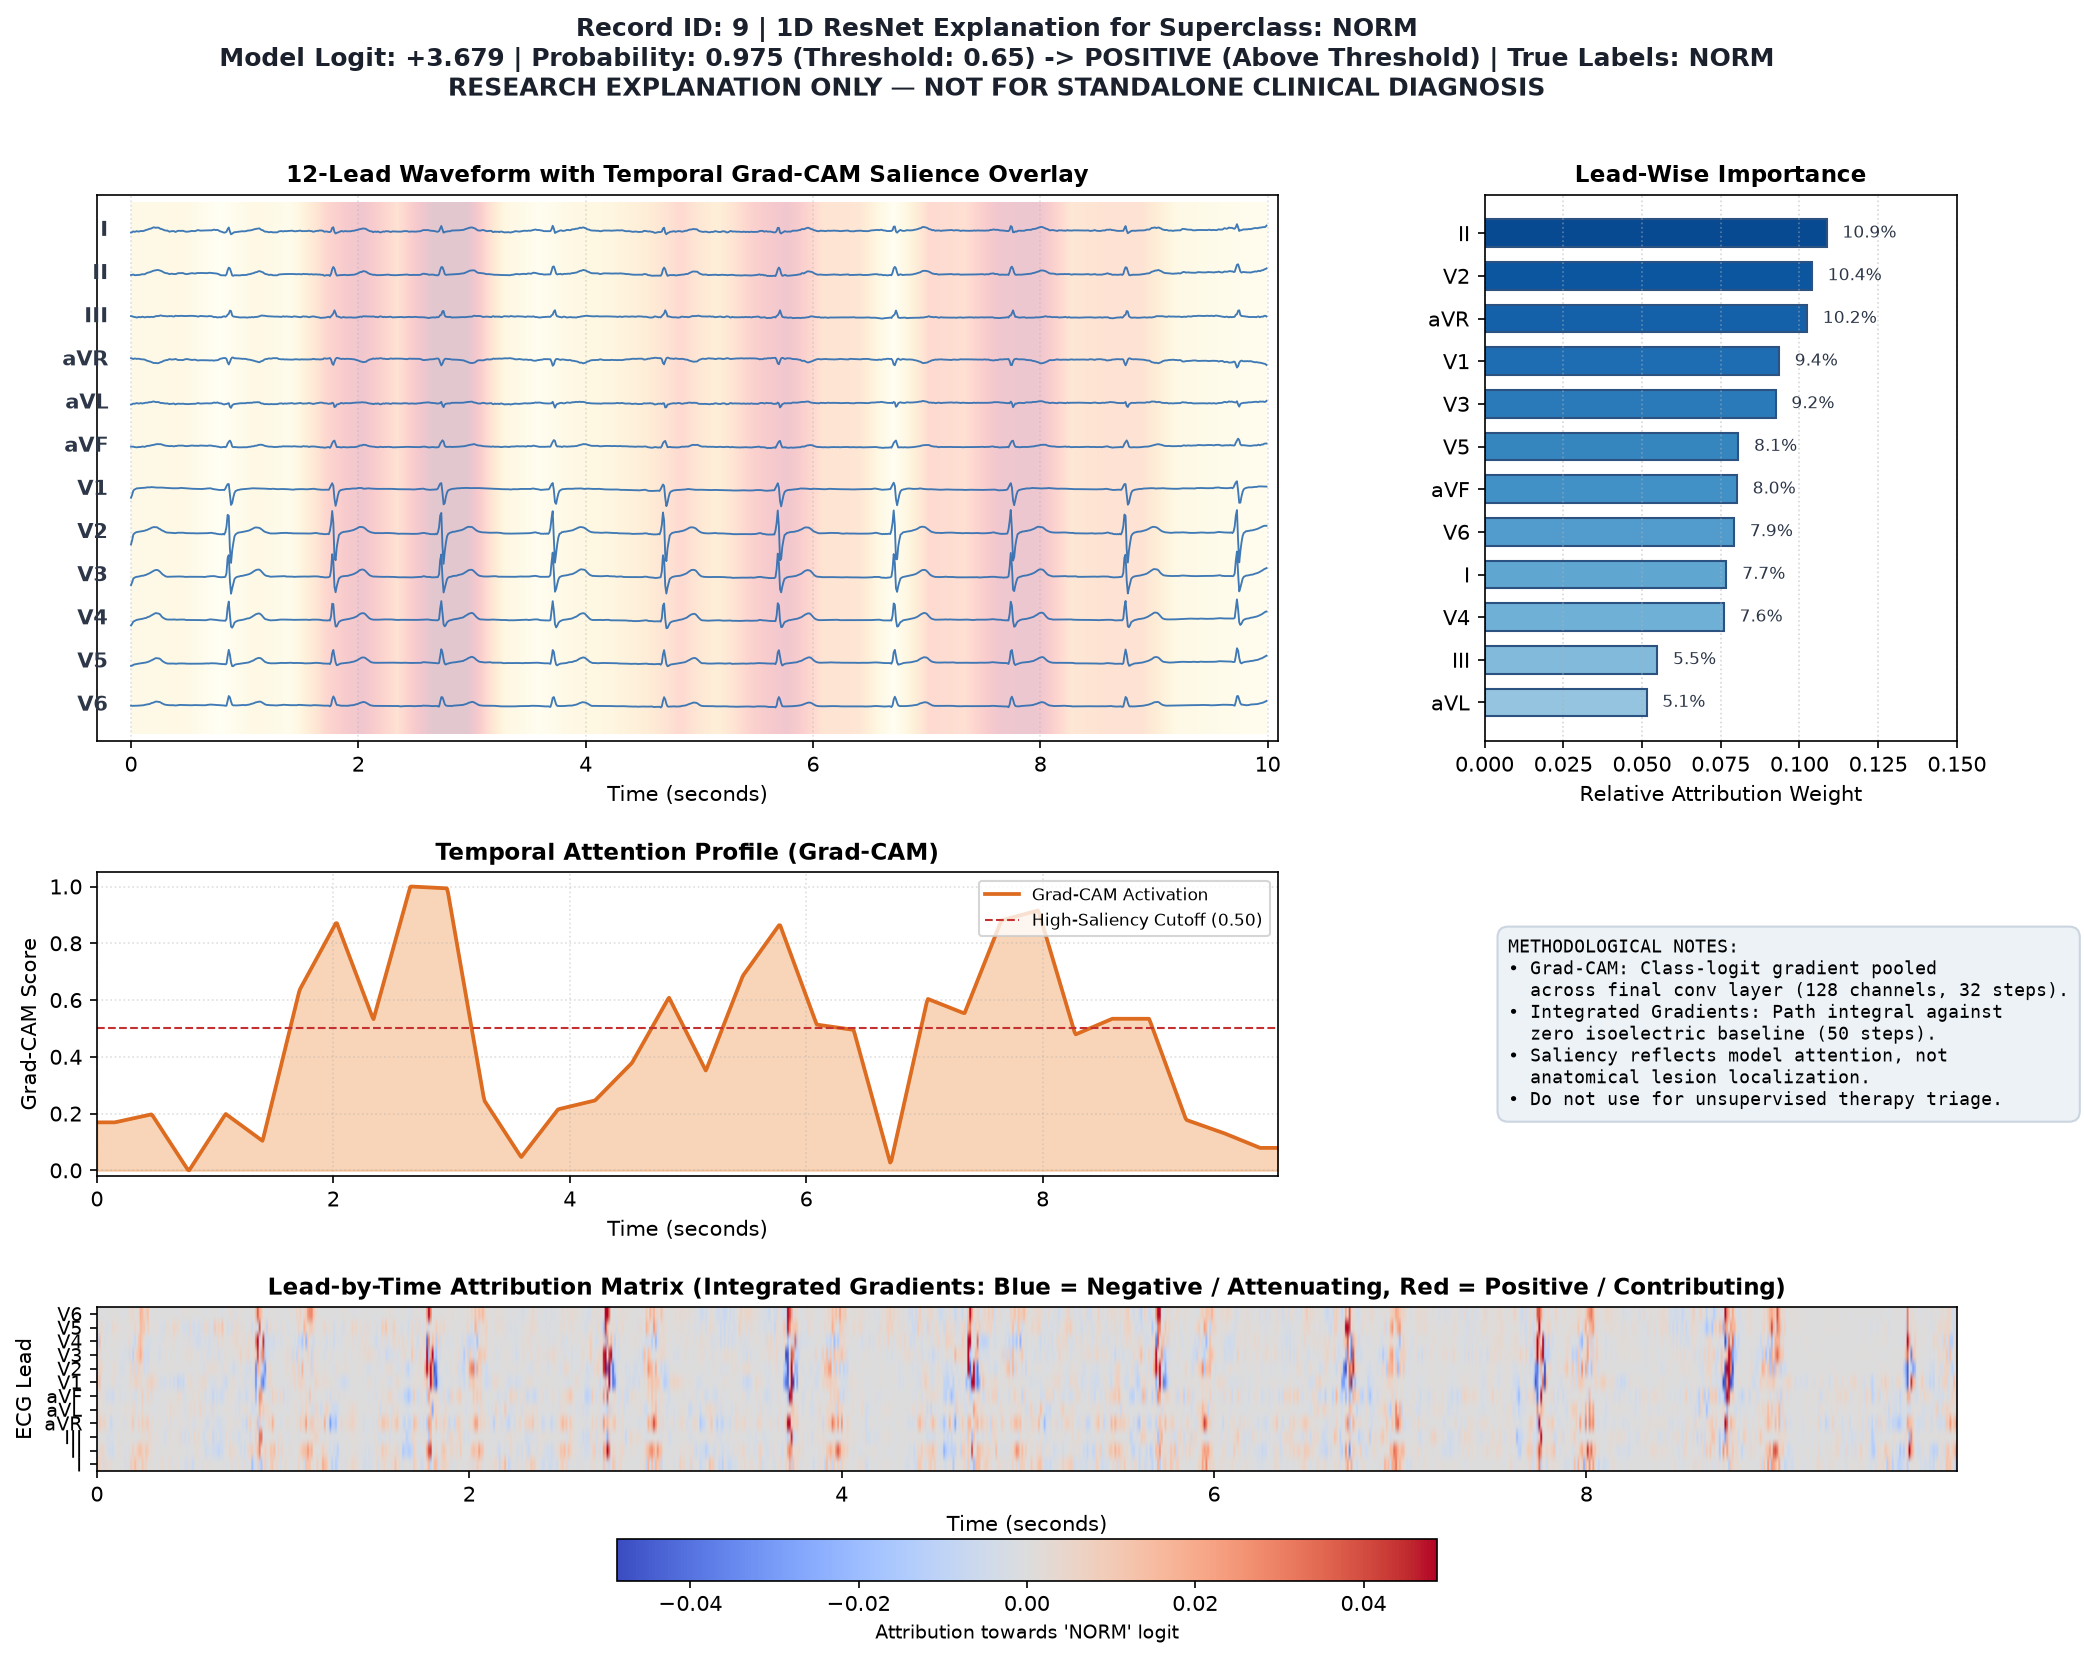 Record ID: 9 | 1D ResNet Explanation for Superclass: NORM
Model Logit: +3.679 | Probability: 0.975 (Threshold: 0.65) -> POSITIVE (Above Threshold) | True Labels: NORM
RESEARCH EXPLANATION ONLY — NOT FOR STANDALONE CLINICAL DIAGNOSIS
12-Lead Waveform with Temporal Grad-CAM Salience Overlay
I
II
III
aVR
aVL
aVF
V1
V2
V3
V4
V5
V6
0 2 4 6 8 10
Time (seconds)
Lead-Wise Importance
II 10.9%
V2 10.4%
aVR 10.2%
V1 9.4%
V3 9.2%
V5 8.1%
aVF 8.0%
V6 7.9%
I 7.7%
V4 7.6%
III 5.5%
aVL 5.1%
0.000 0.025 0.050 0.075 0.100 0.125 0.150
Relative Attribution Weight
Temporal Attention Profile (Grad-CAM)
Grad-CAM Activation
High-Saliency Cutoff (0.50)
Grad-CAM Score
1.0
0.8
0.6
0.4
0.2
0.0
0 2 4 6 8
Time (seconds)
METHODOLOGICAL NOTES:
• Grad-CAM: Class-logit gradient pooled
across final conv layer (128 channels, 32 steps).
• Integrated Gradients: Path integral against
zero isoelectric baseline (50 steps).
• Saliency reflects model attention, not
anatomical lesion localization.
• Do not use for unsupervised therapy triage.
Lead-by-Time Attribution Matrix (Integrated Gradients: Blue = Negative / Attenuating, Red = Positive / Contributing)
ECG Lead
V6
V5
V4
V3
V2
V1
aVF
aVL
aVR
III
II
I
0 2 4 6 8
Time (seconds)
−0.04 −0.02 0.00 0.02 0.04
Attribution towards 'NORM' logit